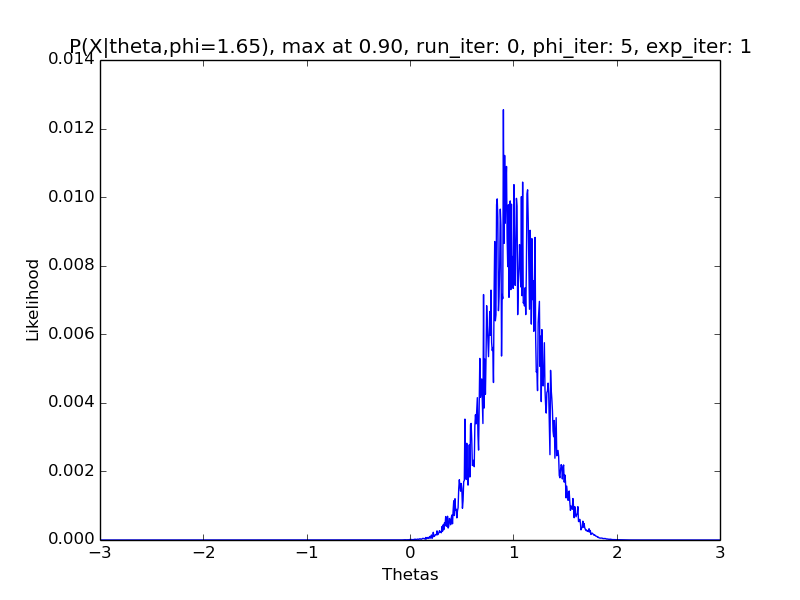 P(X|theta,phi=1.65), max at 0.90, run_iter: 0, phi_iter: 5, exp_iter: 1
0.014
0.012
0.010
0.008
0.006
0.004
0.002
0.000
Likelihood
−3 −2 −1 0 1 2 3
Thetas